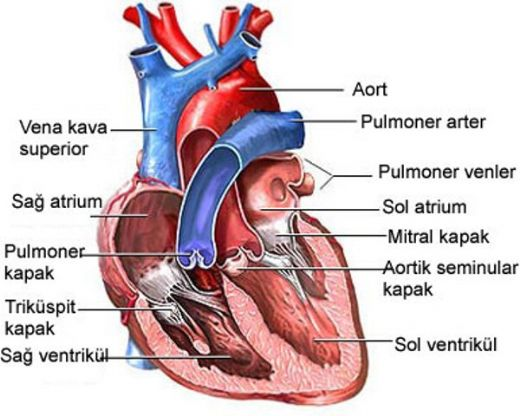 Aort
Pulmoner arter
Vena kava
superior
Pulmoner venler
Sağ atrium
Sol atrium
Mitral kapak
Pulmoner
kapak
Aortik seminular
kapak
Triküspit
kapak
Sağ ventrikül
Sol ventrikül